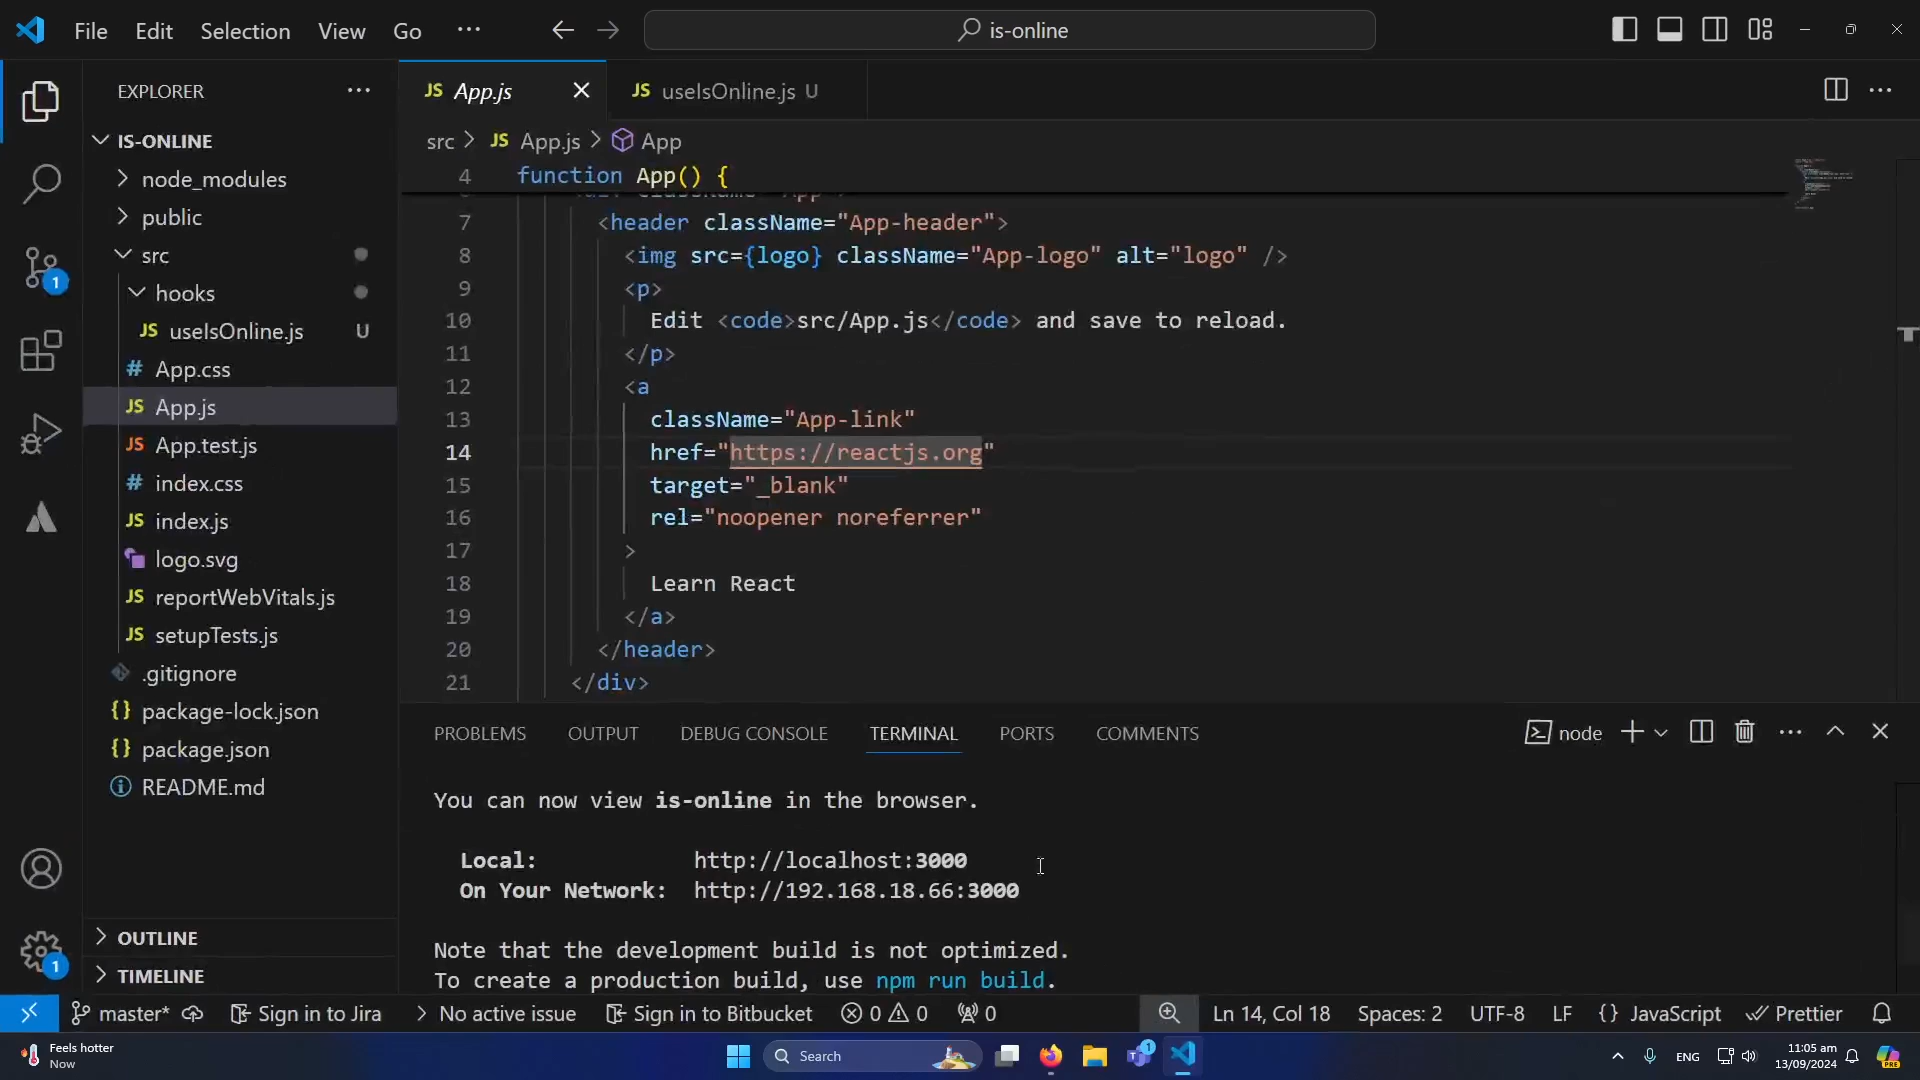 File Edit Selection View Go ··· is-online
EXPLORER ···
JS App.js
JS useIsOnline.js U
IS-ONLINE
node_modules
public
src
hooks
JS useIsOnline.js U
# App.css
JS App.js
JS App.test.js
# index.css
JS index.js
logo.svg
JS reportWebVitals.js
JS setupTests.js
.gitignore
{} package-lock.json
{} package.json
README.md
OUTLINE
TIMELINE
src > JS App.js > App
4 function App() {
7 <header className="App-header">
8 <img src={logo} className="App-logo" alt="logo" />
9 <p>
10 Edit <code>src/App.js</code> and save to reload.
11 </p>
12 <a
13 className="App-link"
14 href="https://reactjs.org"
15 target="_blank"
16 rel="noopener noreferrer"
17 >
18 Learn React
19 </a>
20 </header>
21 </div>
PROBLEMS OUTPUT DEBUG CONSOLE TERMINAL PORTS COMMENTS node
You can now view is-online in the browser.
Local: http://localhost:3000
On Your Network: http://192.168.18.66:3000
Note that the development build is not optimized.
To create a production build, use npm run build.
1
1
master* Sign in to Jira > No active issue Sign in to Bitbucket 0 0 0 Ln 14, Col 18 Spaces: 2 UTF-8 LF {} JavaScript Prettier
Feels hotter
Now
Search
1
ENG
11:05 am
13/09/2024
PRE